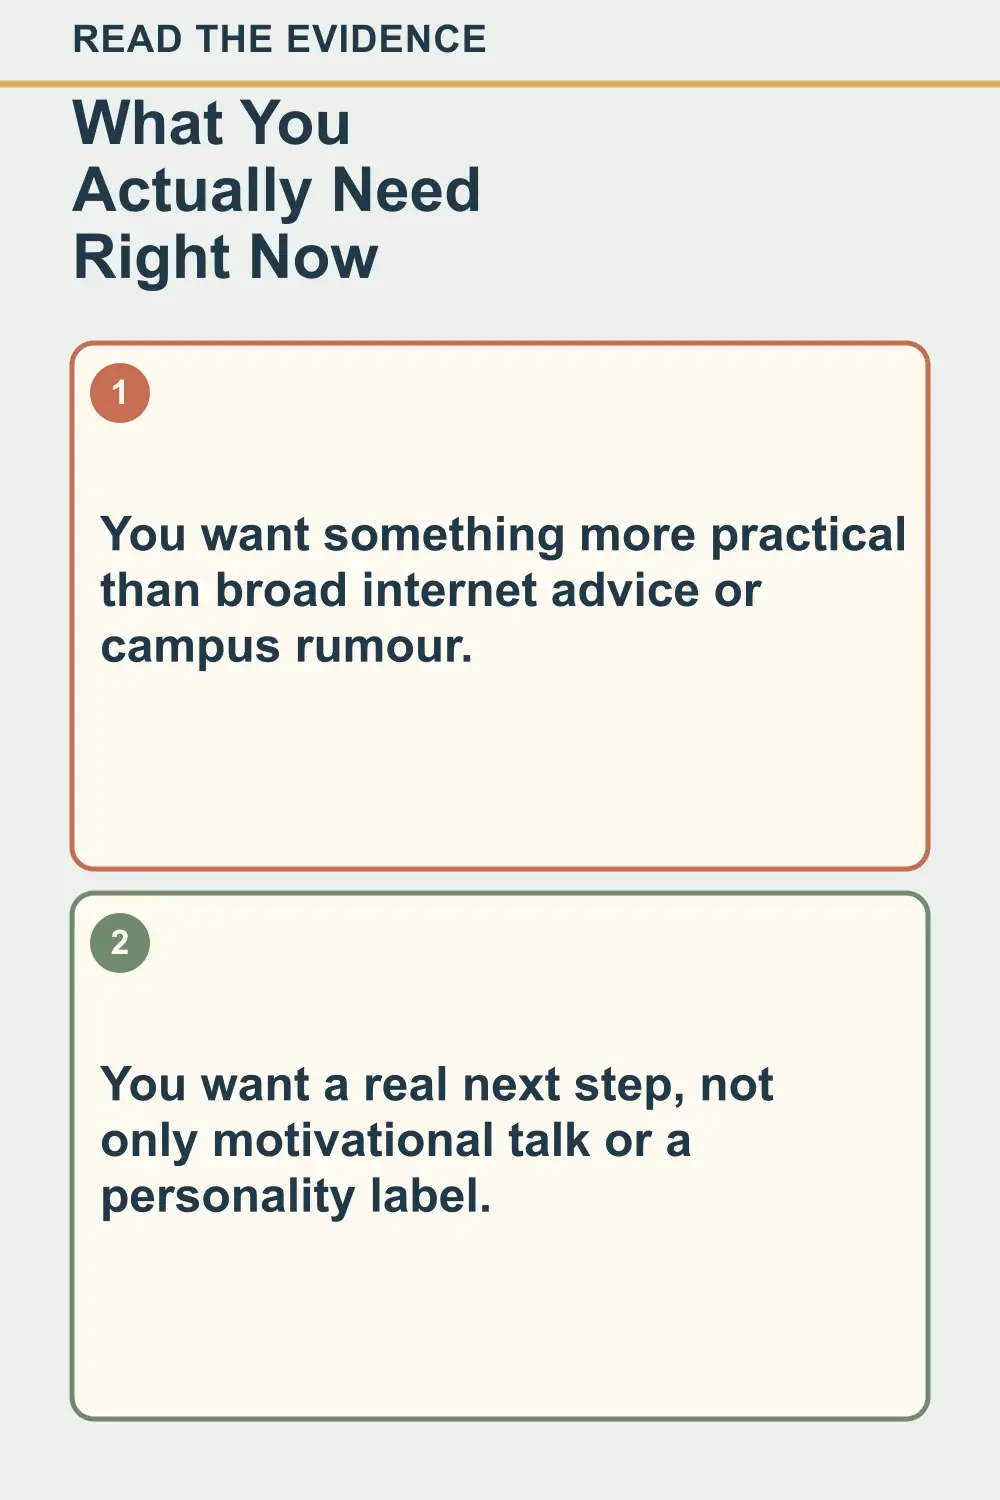 READ THE EVIDENCE
What You
Actually Need
Right Now
1
You want something more practical
than broad internet advice or
campus rumour.
2
You want a real next step, not
only motivational talk or a
personality label.